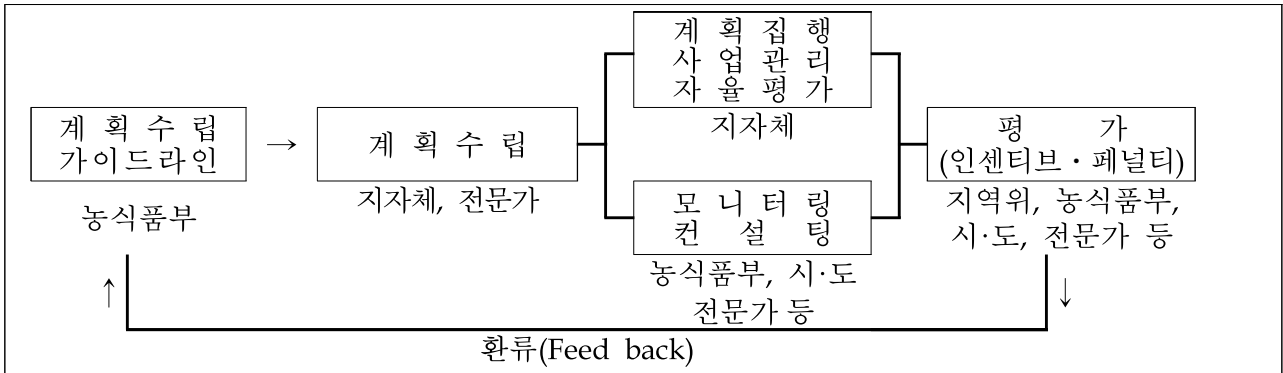 계 획 수 립
가이드라인
농식품부
→
계 획 수 립
지자체, 전문가
계 획 집 행
사 업 관 리
자 율 평 가
지자체
모 니 터 링
컨 설 팅
농식품부, 시·도
전문가 등
평 가
(인센티브·페널티)
지역위, 농식품부,
시·도, 전문가 등
↑
↓
환류(Feed back)